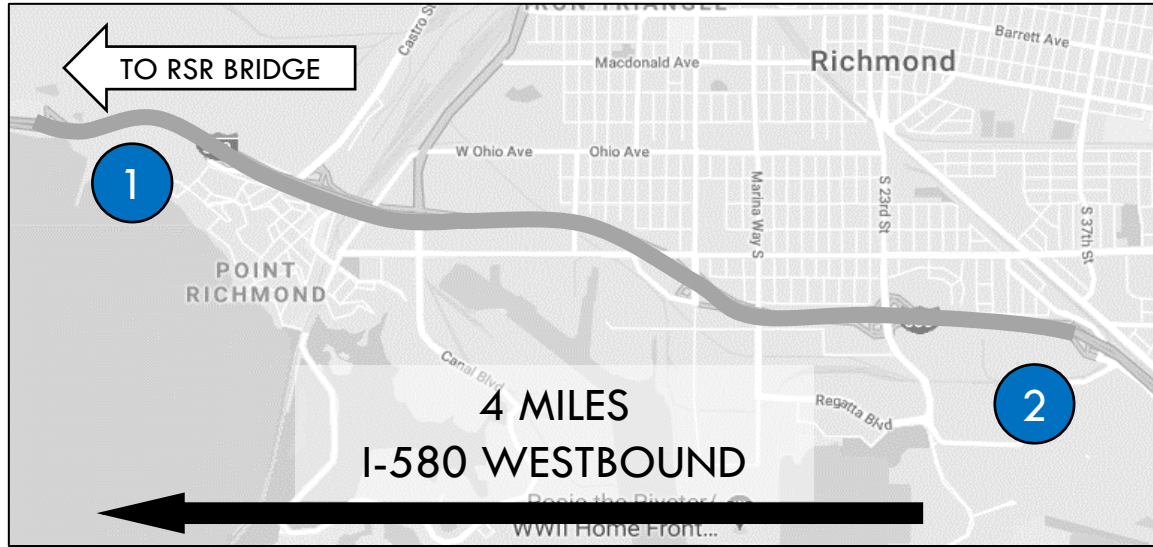 IRON TRIANGLE
TO RSR BRIDGE
Castro St
Barrett Ave
Macdonald Ave
Richmond
W Ohio Ave
Ohio Ave
1
Marina Way S
S 23rd St
S 37th St
POINT
RICHMOND
Canal Blvd
4 MILES
Regatta Blvd
2
I-580 WESTBOUND
Rosie the Riveter/
WWII Home Front...